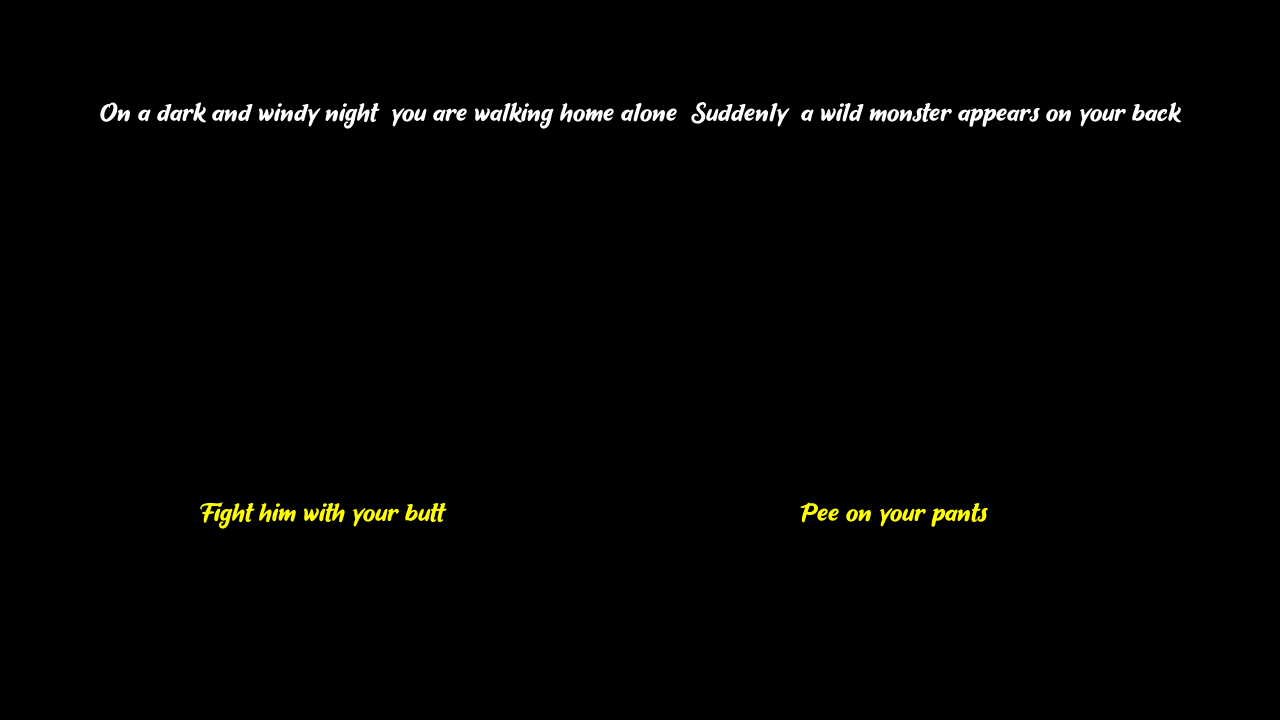 On a dark and windy night you are walking home alone Suddenly a wild monster appears on your back
Fight him with your butt
Pee on your pants